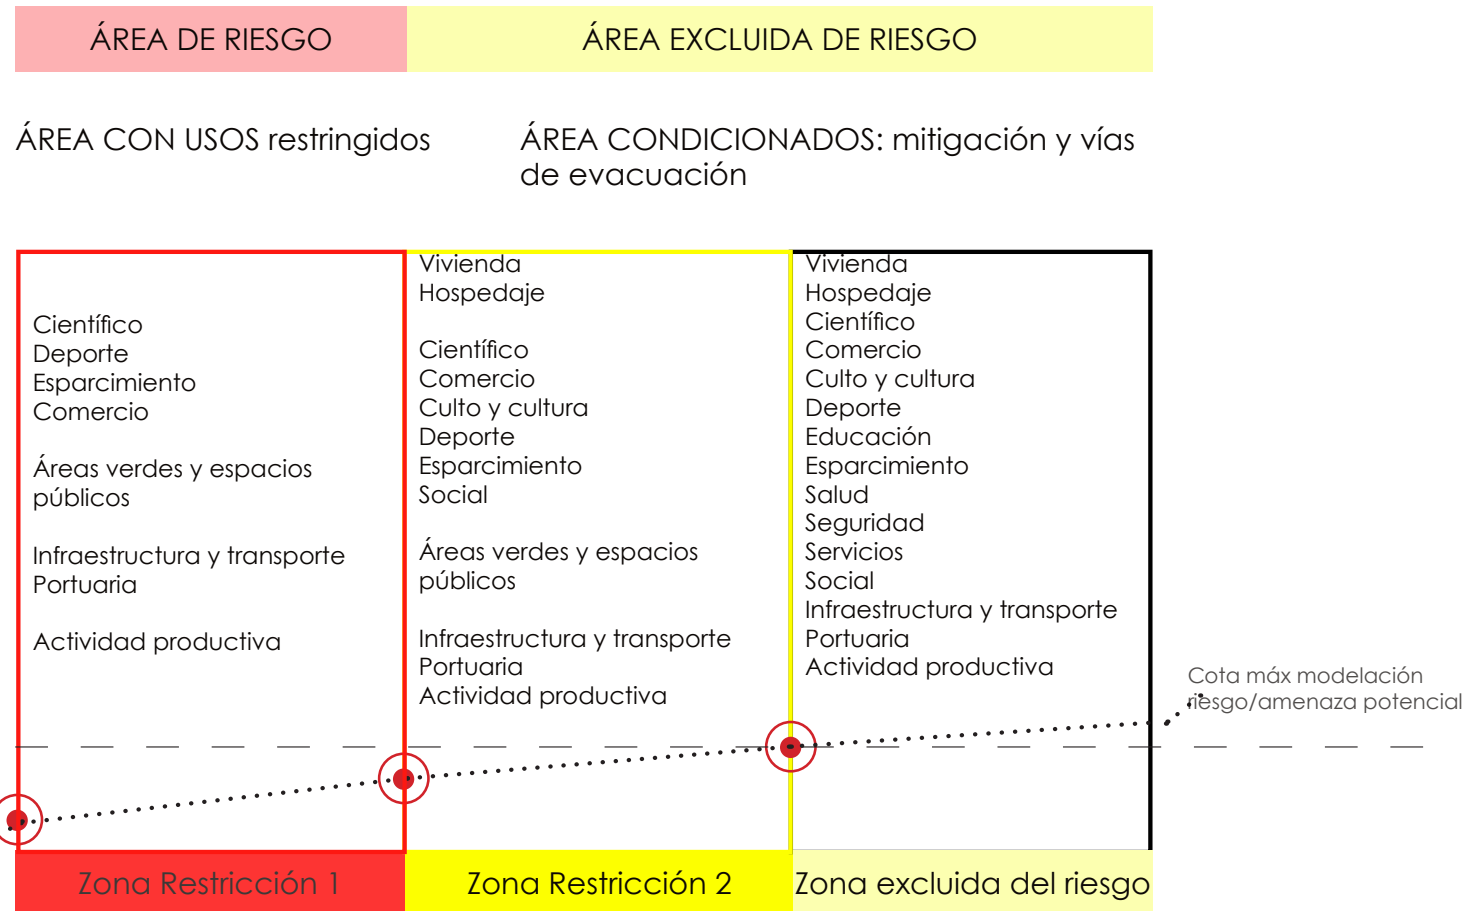 ÁREA DE RIESGO
ÁREA EXCLUIDA DE RIESGO
ÁREA CON USOS restringidos
ÁREA CONDICIONADOS: mitigación y vías
de evacuación
Científico
Deporte
Esparcimiento
Comercio
Áreas verdes y espacios
públicos
Infraestructura y transporte
Portuaria
Actividad productiva
Vivienda
Hospedaje
Científico
Comercio
Culto y cultura
Deporte
Esparcimiento
Social
Áreas verdes y espacios
públicos
Infraestructura y transporte
Portuaria
Actividad productiva
Vivienda
Hospedaje
Científico
Comercio
Culto y cultura
Deporte
Educación
Esparcimiento
Salud
Seguridad
Servicios
Social
Infraestructura y transporte
Portuaria
Actividad productiva
Cota máx modelación
riesgo/amenaza potencial
Zona Restricción 1
Zona Restricción 2
Zona excluida del riesgo